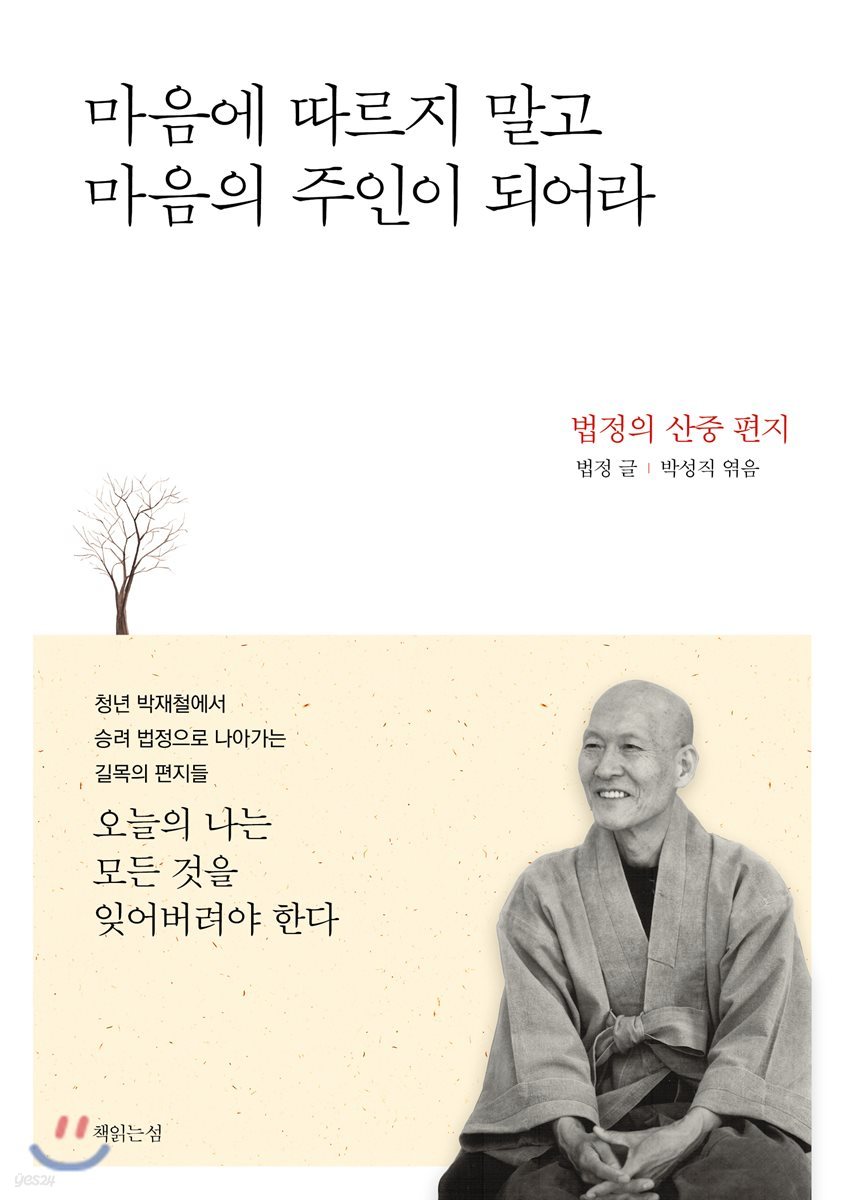 마음에 따르지 말고
마음의 주인이 되어라
법정의 산중 편지
법정 글 | 박성직 엮음
청년 박재철에서
승려 법정으로 나아가는
길목의 편지들
오늘의 나는
모든 것을
잊어버려야 한다
책읽는섬
yes24